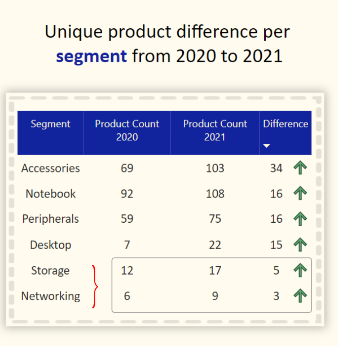 Unique product difference per
segment from 2020 to 2021
Segment Product Count 2020 Product Count 2021 Difference
Accessories 69 103 34
Notebook 92 108 16
Peripherals 59 75 16
Desktop 7 22 15
Storage 12 17 5
Networking 6 9 3